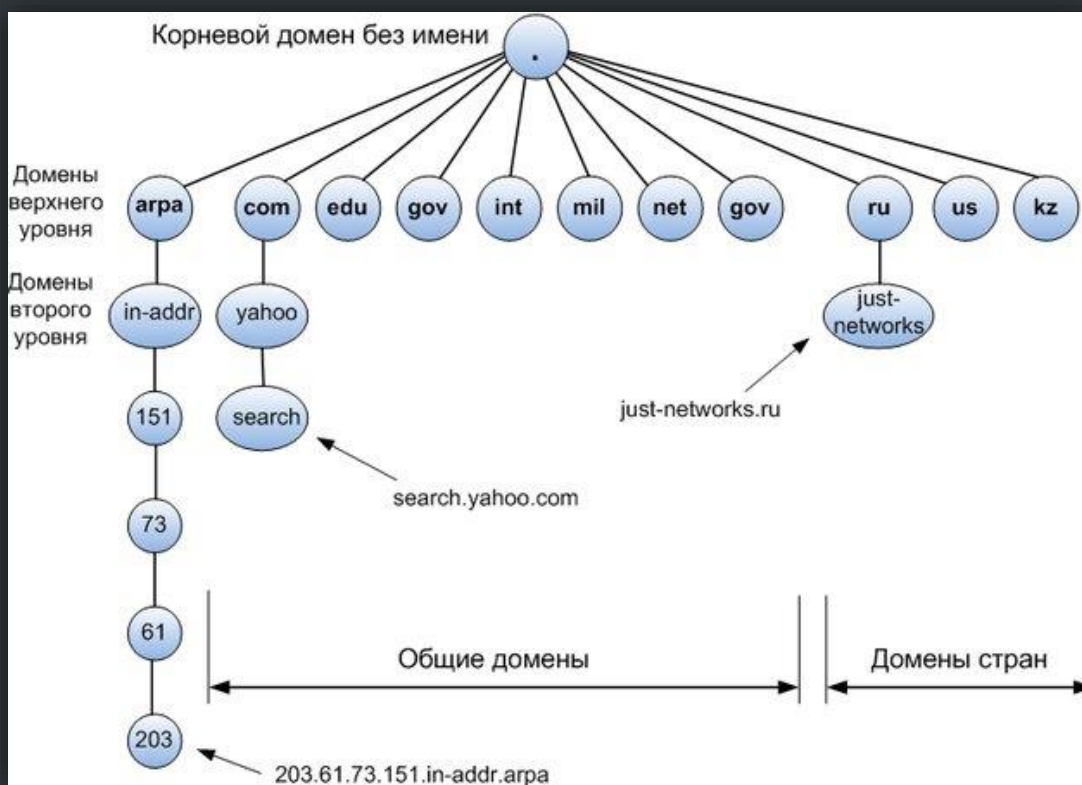 Корневой домен без имени
.
Домены
верхнего
уровня
arpa
com
edu
gov
int
mil
net
gov
ru
us
kz
Домены
второго
уровня
in-addr
yahoo
just-
networks
151
search
just-networks.ru
search.yahoo.com
73
61
Общие домены
Домены стран
203
203.61.73.151.in-addr.arpa